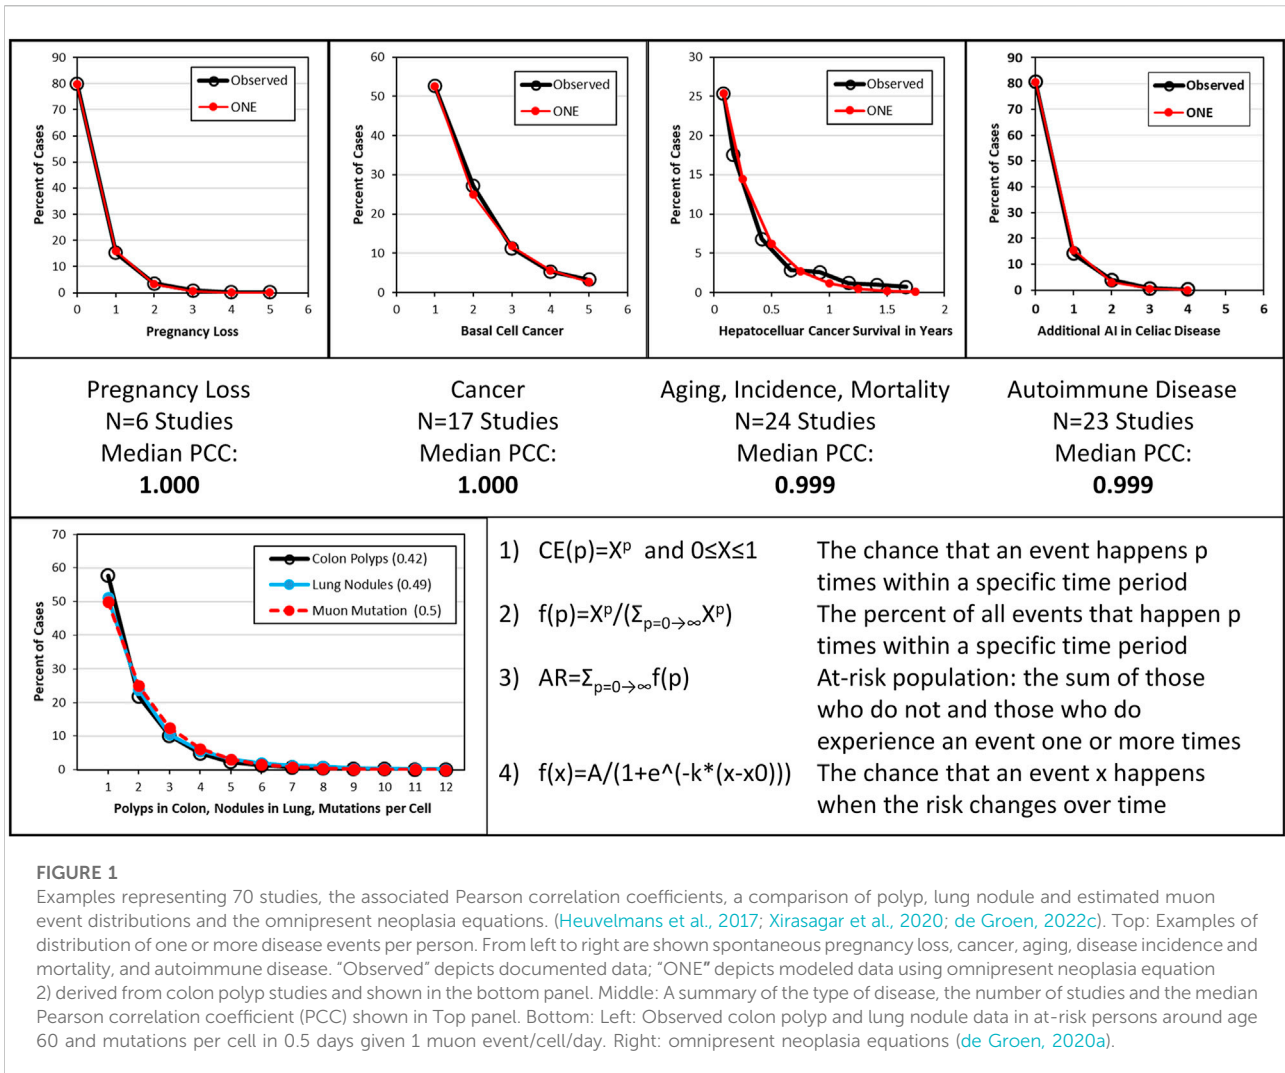 90
80
70
60
50
40
30
20
10
0
Percent of Cases
Observed
ONE
0 1 2 3 4 5 6
Pregnancy Loss
60
50
40
30
20
10
0
Percent of Cases
Observed
ONE
0 1 2 3 4 5 6
Basal Cell Cancer
30
25
20
15
10
5
0
Percent of Cases
Observed
ONE
0 0.5 1 1.5 2
Hepatocelluar Cancer Survival in Years
90
80
70
60
50
40
30
20
10
0
Percent of Cases
Observed
ONE
0 1 2 3 4 5 6
Additional AI in Celiac Disease
Pregnancy Loss
N=6 Studies
Median PCC:
1.000
Cancer
N=17 Studies
Median PCC:
1.000
Aging, Incidence, Mortality
N=24 Studies
Median PCC:
0.999
Autoimmune Disease
N=23 Studies
Median PCC:
0.999
70
60
50
40
30
20
10
0
Percent of Cases
Colon Polyps (0.42)
Lung Nodules (0.49)
Muon Mutation (0.5)
1 2 3 4 5 6 7 8 9 10 11 12
Polyps in Colon, Nodules in Lung, Mutations per Cell
1) CE(p)=Xᵖ and 0≤X≤1 The chance that an event happens p
times within a specific time period
2) f(p)=Xᵖ/(Σp=0→∞Xᵖ) The percent of all events that happen p
times within a specific time period
3) AR=Σp=0→∞f(p) At-risk population: the sum of those
who do not and those who do
experience an event one or more times
4) f(x)=A/(1+e^(-k*(x-x0))) The chance that an event x happens
when the risk changes over time
FIGURE 1
Examples representing 70 studies, the associated Pearson correlation coefficients, a comparison of polyp, lung nodule and estimated muon
event distributions and the omnipresent neoplasia equations. (Heuvelmans et al., 2017; Xirasagar et al., 2020; de Groen, 2022c). Top: Examples of
distribution of one or more disease events per person. From left to right are shown spontaneous pregnancy loss, cancer, aging, disease incidence and
mortality, and autoimmune disease. “Observed” depicts documented data; “ONE” depicts modeled data using omnipresent neoplasia equation
2) derived from colon polyp studies and shown in the bottom panel. Middle: A summary of the type of disease, the number of studies and the median
Pearson correlation coefficient (PCC) shown in Top panel. Bottom: Left: Observed colon polyp and lung nodule data in at-risk persons around age
60 and mutations per cell in 0.5 days given 1 muon event/cell/day. Right: omnipresent neoplasia equations (de Groen, 2020a).